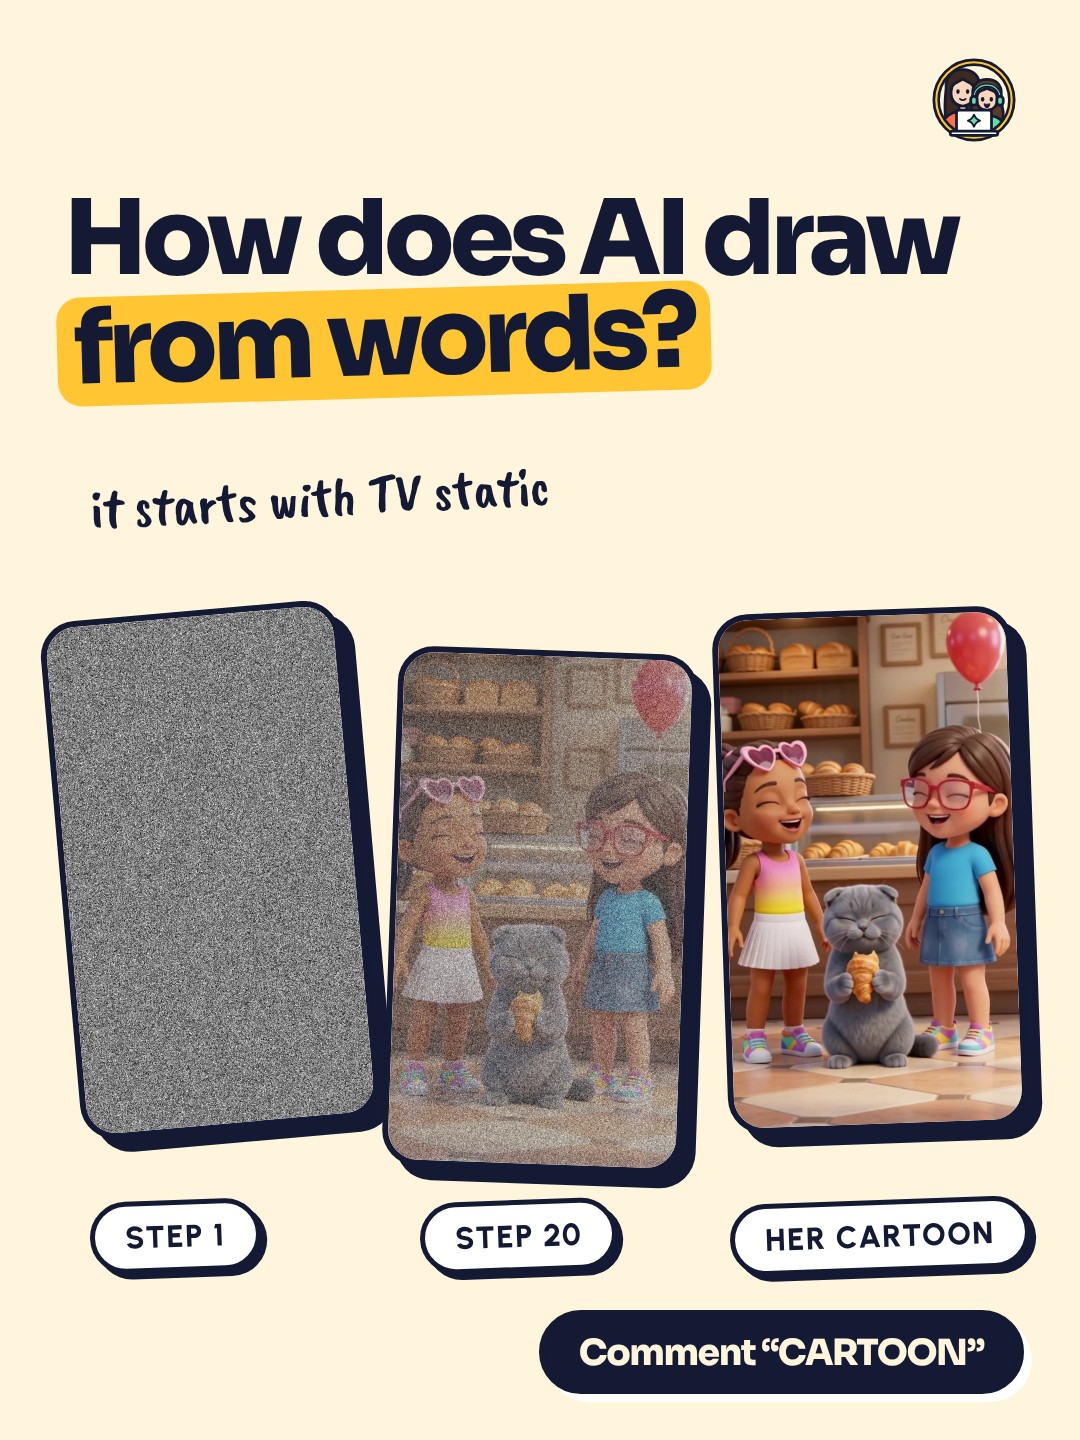 How does AI draw
from words?
it starts with TV static
STEP 1
STEP 20
HER CARTOON
Comment “CARTOON”